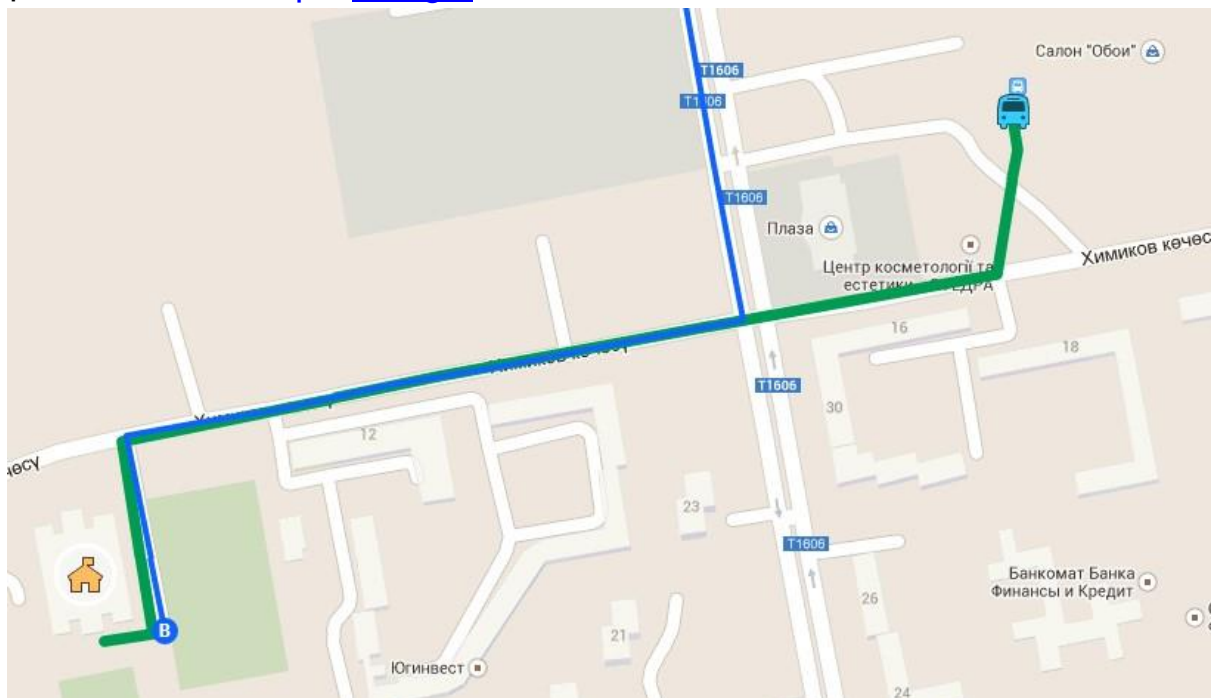 Салон "Обои"
T1606
T1606
T1606
Плаза
Химиков көчөс
Центр косметології та
естетики
16
18
T1606
30
12
23
T1606
Банкомат Банка
Финансы и Кредит
26
B
21
Югинвест
24